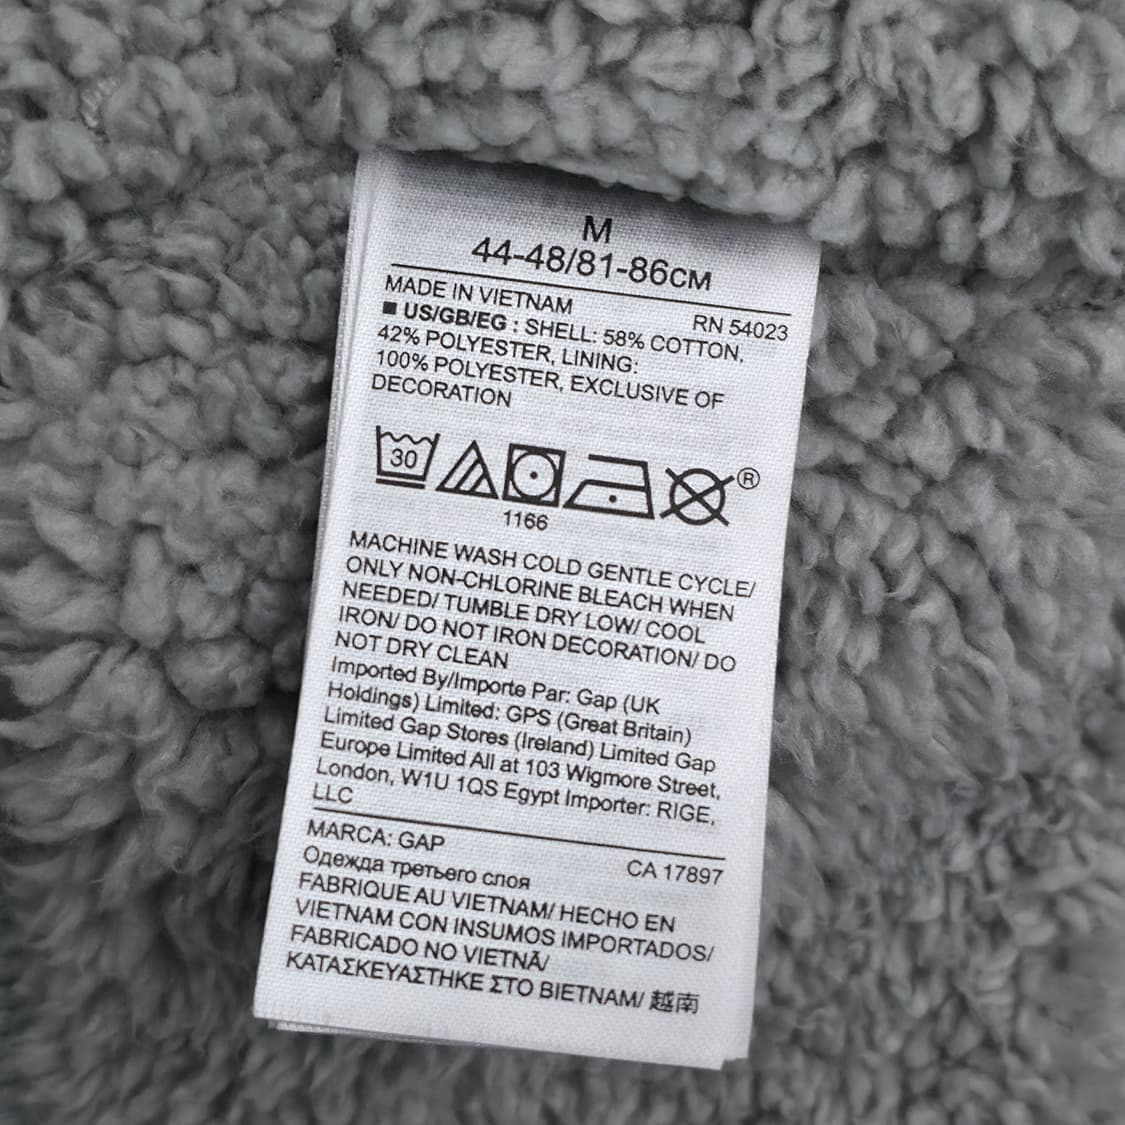 M
44-48/81-86CM
MADE IN VIETNAM
RN 54023
■ US/GB/EG : SHELL: 58% COTTON,
42% POLYESTER, LINING:
100% POLYESTER, EXCLUSIVE OF
DECORATION
30
®
1166
MACHINE WASH COLD GENTLE CYCLE/
ONLY NON-CHLORINE BLEACH WHEN
NEEDED/ TUMBLE DRY LOW/ COOL
IRON/ DO NOT IRON DECORATION/ DO
NOT DRY CLEAN
Imported By/Importe Par: Gap (UK
Holdings) Limited: GPS (Great Britain)
Limited Gap Stores (Ireland) Limited Gap
Europe Limited All at 103 Wigmore Street,
London, W1U 1QS Egypt Importer: RIGE,
LLC
MARCA: GAP
CA 17897
Одежда третьего слоя
FABRIQUE AU VIETNAM/ HECHO EN
VIETNAM CON INSUMOS IMPORTADOS/
FABRICADO NO VIETNÃ/
ΚΑΤΑΣΚΕΥΑΣΤΗΚΕ ΣΤΟ ΒΙΕΤΝΑΜ/ 越南